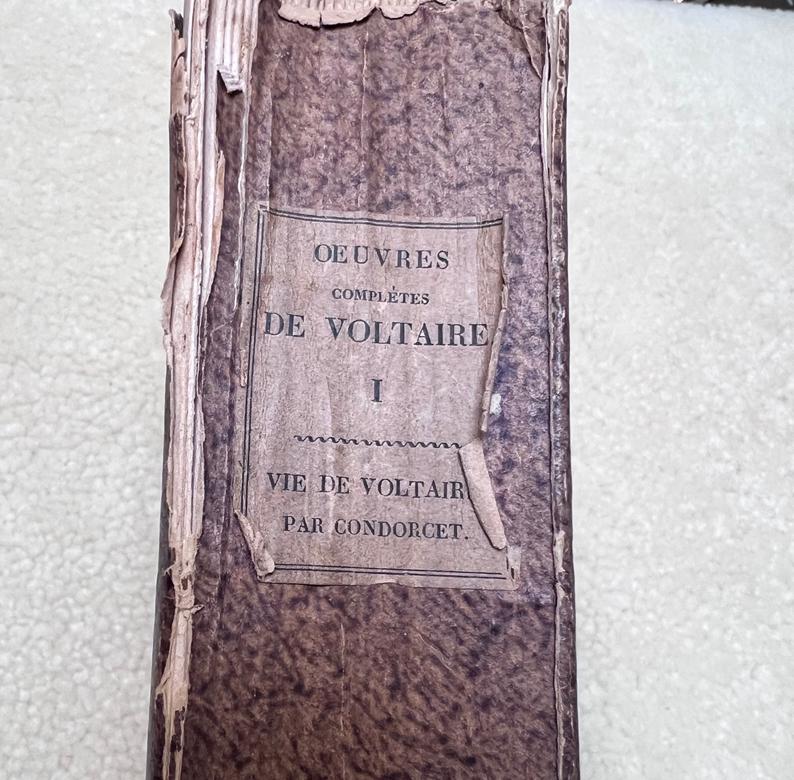 OEUVRES
COMPLÈTES
DE VOLTAIRE
I
VIE DE VOLTAIR
PAR CONDORCET.